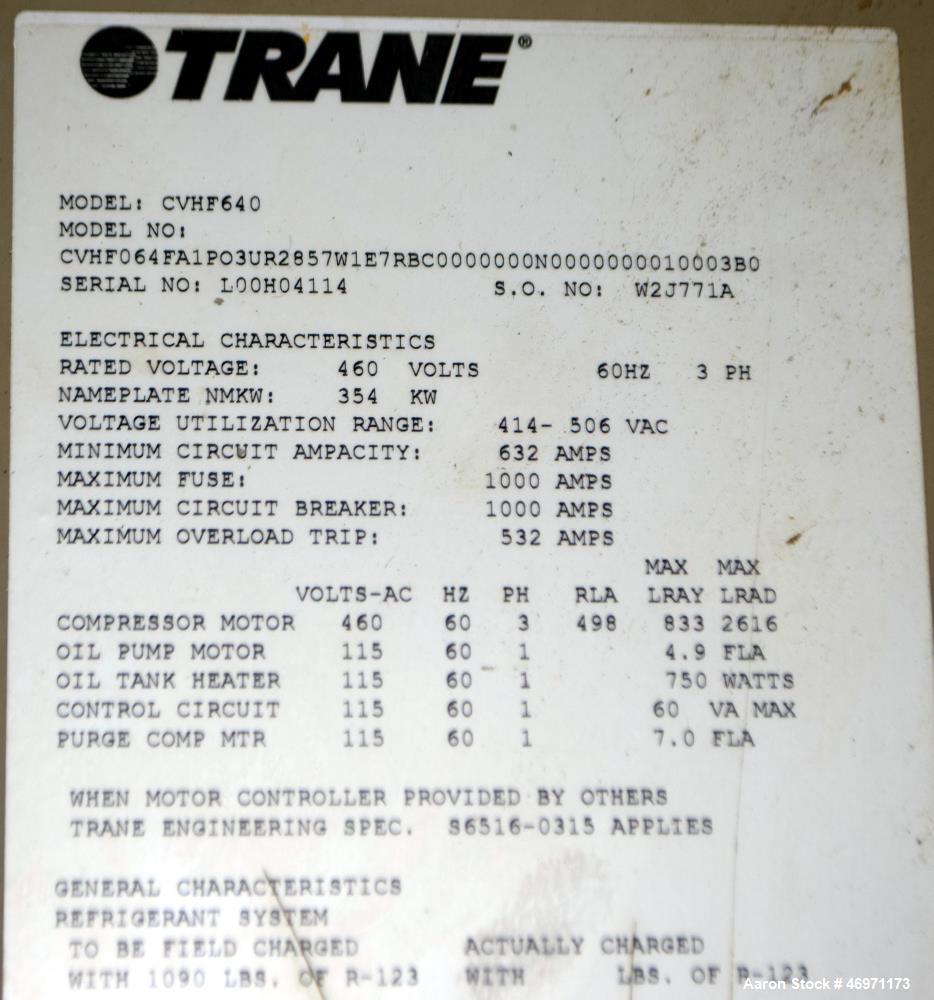 TRANE®
MODEL: CVHF640
MODEL NO:
CVHF064FA1PO3UR2857W1E7RBC0000000N0000000010003B0
SERIAL NO: L00H04114 S.O. NO: W2J771A
ELECTRICAL CHARACTERISTICS
RATED VOLTAGE: 460 VOLTS 60HZ 3 PH
NAMEPLATE NMKW: 354 KW
VOLTAGE UTILIZATION RANGE: 414- 506 VAC
MINIMUM CIRCUIT AMPACITY: 632 AMPS
MAXIMUM FUSE: 1000 AMPS
MAXIMUM CIRCUIT BREAKER: 1000 AMPS
MAXIMUM OVERLOAD TRIP: 532 AMPS
MAX MAX
VOLTS-AC HZ PH RLA LRAY LRAD
COMPRESSOR MOTOR 460 60 3 498 833 2616
OIL PUMP MOTOR 115 60 1 4.9 FLA
OIL TANK HEATER 115 60 1 750 WATTS
CONTROL CIRCUIT 115 60 1 60 VA MAX
PURGE COMP MTR 115 60 1 7.0 FLA
WHEN MOTOR CONTROLLER PROVIDED BY OTHERS
TRANE ENGINEERING SPEC. S6516-0315 APPLIES
GENERAL CHARACTERISTICS
REFRIGERANT SYSTEM
TO BE FIELD CHARGED ACTUALLY CHARGED
WITH 1090 LBS. OF R-123 WITH LBS. OF R-123
Aaron Stock # 46971173